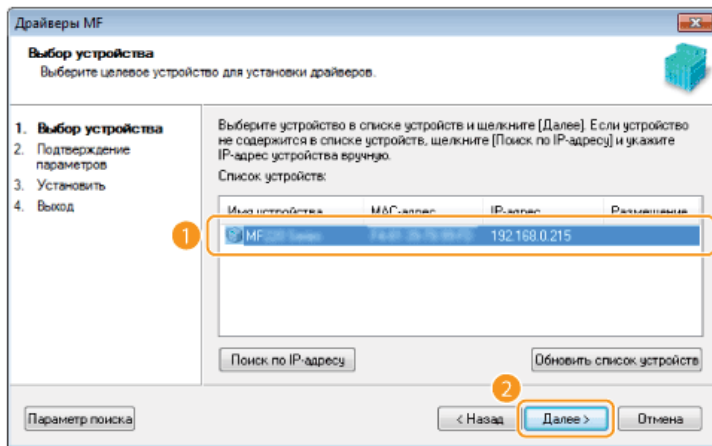 Драйверы MF
Выбор устройства
Выберите целевое устройство для установки драйверов.
1. Выбор устройства
2. Подтверждение
параметров
3. Установить
4. Выход
Выберите устройство в списке устройств и щелкните [Далее]. Если устройство
не содержится в списке устройств, щелкните [Поиск по IP-адресу] и укажите
IP-адрес устройства вручную.
Список устройств:
Имя устройства MAC-адрес IP-адрес Размещение
1 MF 192.168.0.215
Поиск по IP-адресу Обновить список устройств
2
Параметр поиска < Назад Далее > Отмена